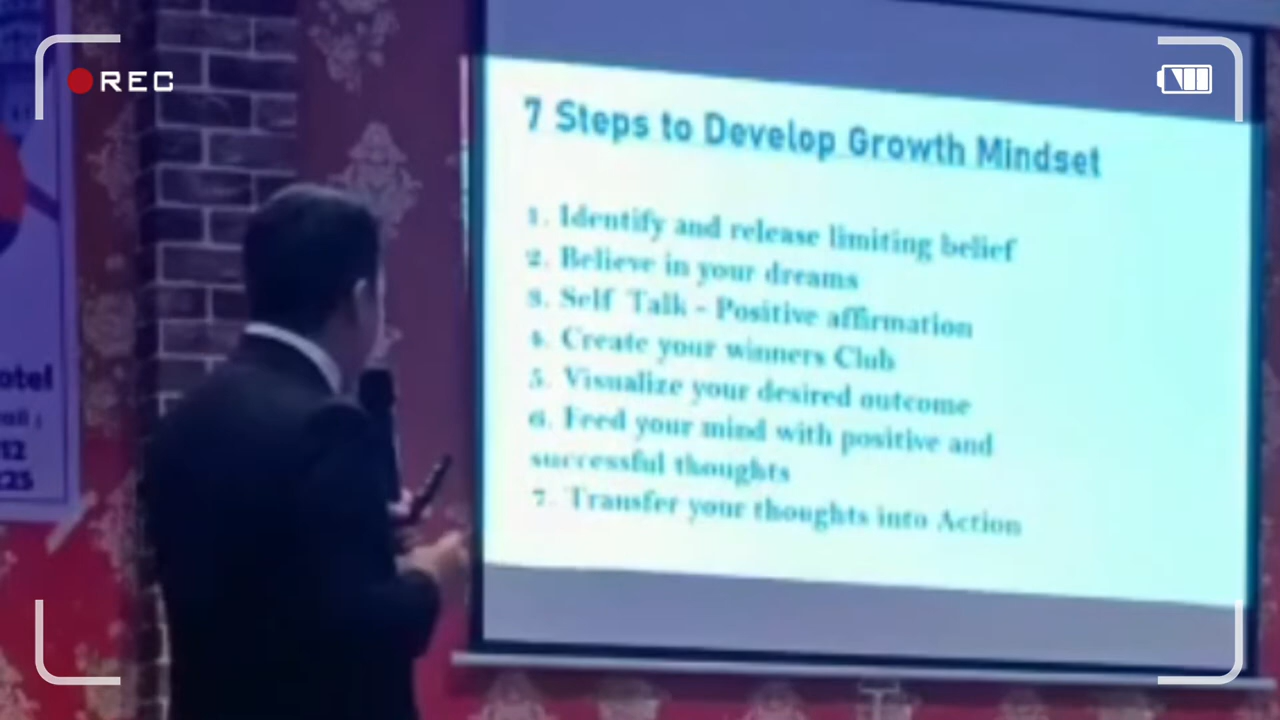 REC
7 Steps to Develop Growth Mindset
1. Identify and release limiting belief
2. Believe in your dreams
3. Self Talk - Positive affirmation
4. Create your winners Club
5. Visualize your desired outcome
6. Feed your mind with positive and
successful thoughts
7. Transfer your thoughts into Action
otel
12